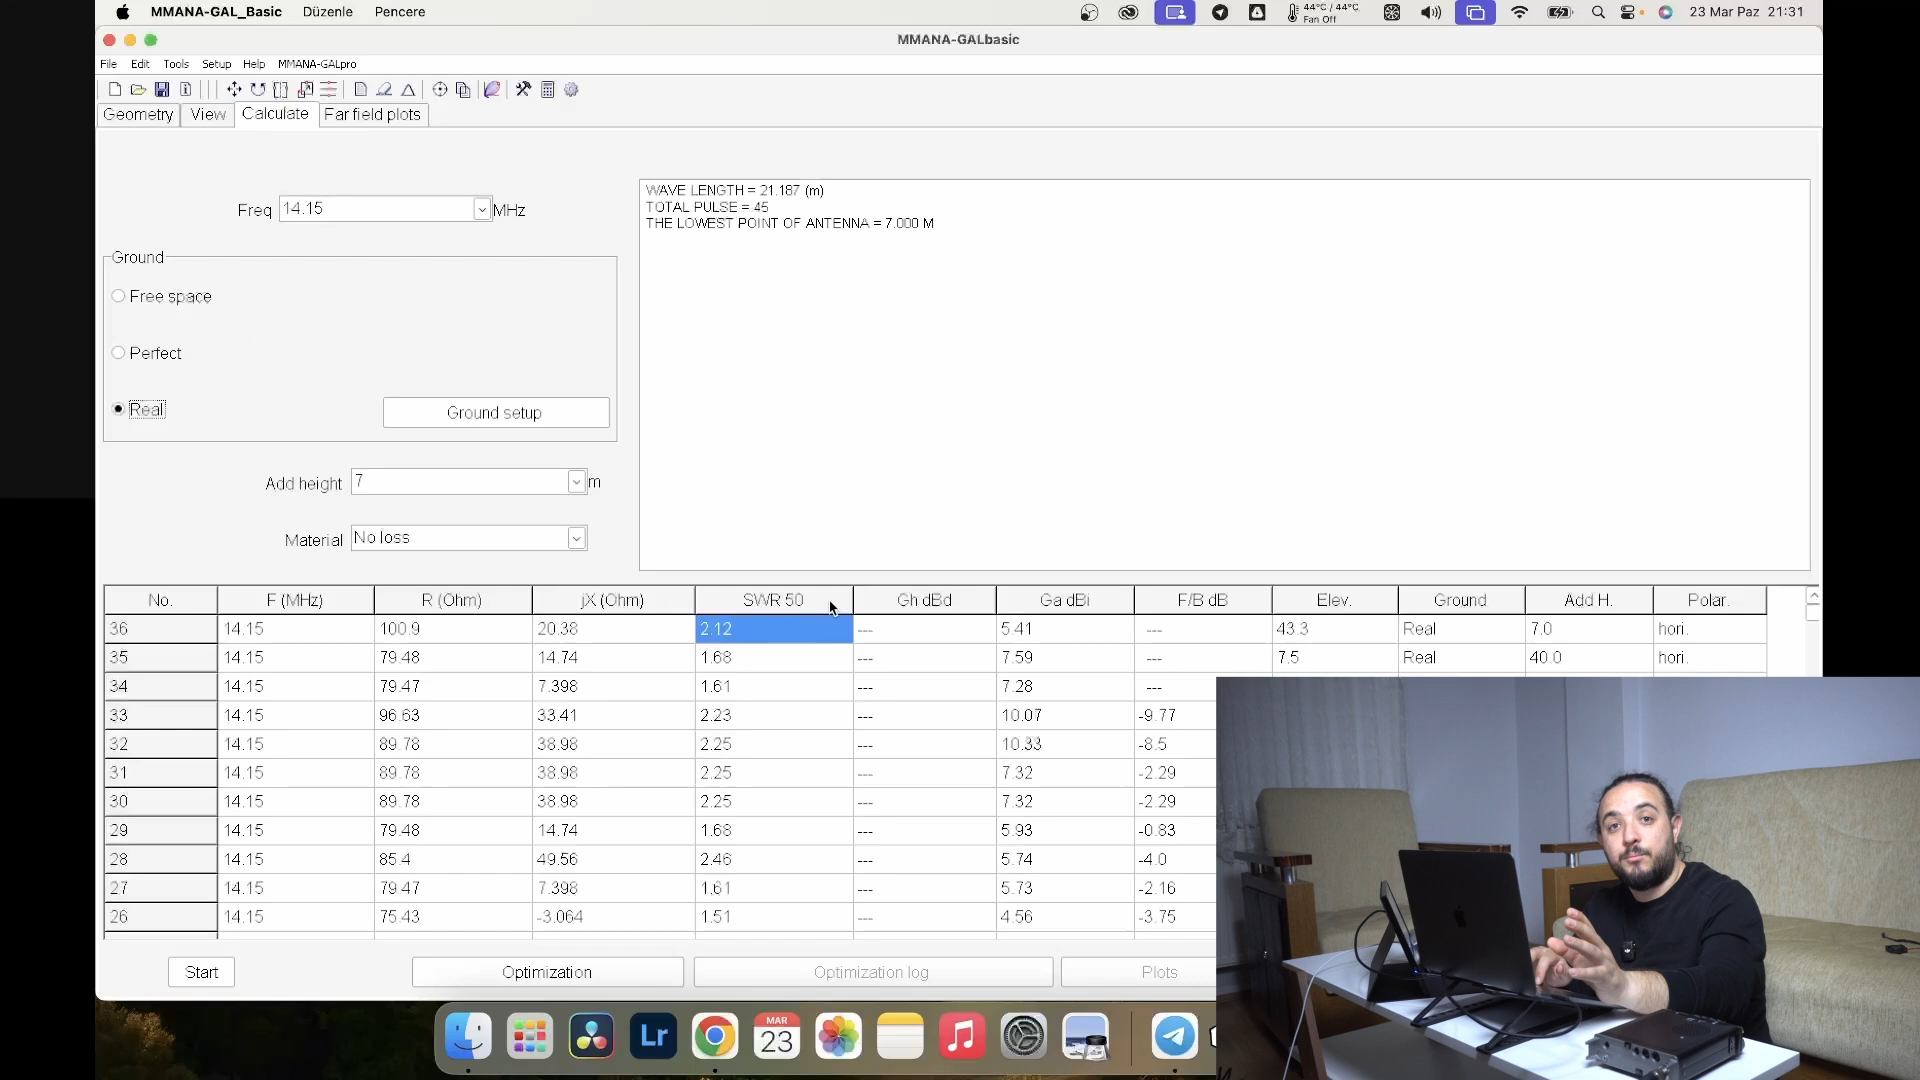 MMANA-GAL_Basic Düzenle Pencere
44°C / 44°C
Fan Off
23 Mar Paz 21:31
MMANA-GALbasic
File Edit Tools Setup Help MMANA-GALpro
Geometry View Calculate Far field plots
Freq 14.15 MHz
Ground
Free space
Perfect
Real
Ground setup
Add height 7 m
Material No loss
WAVE LENGTH = 21.187 (m)
TOTAL PULSE = 45
THE LOWEST POINT OF ANTENNA = 7.000 M
No. F (MHz) R (Ohm) jX (Ohm) SWR 50 Gh dBd Ga dBi F/B dB Elev. Ground Add H. Polar.
36 14.15 100.9 20.38 2.12 --- 5.41 --- 43.3 Real 7.0 hori.
35 14.15 79.48 14.74 1.68 --- 7.59 --- 7.5 Real 40.0 hori.
34 14.15 79.47 7.398 1.61 --- 7.28 ---
33 14.15 96.63 33.41 2.23 --- 10.07 -9.77
32 14.15 89.78 38.98 2.25 --- 10.33 -8.5
31 14.15 89.78 38.98 2.25 --- 7.32 -2.29
30 14.15 89.78 38.98 2.25 --- 7.32 -2.29
29 14.15 79.48 14.74 1.68 --- 5.93 -0.83
28 14.15 85.4 49.56 2.46 --- 5.74 -4.0
27 14.15 79.47 7.398 1.61 --- 5.73 -2.16
26 14.15 75.43 -3.064 1.51 --- 4.56 -3.75
Start Optimization Optimization log Plots
Lr
MAR
23